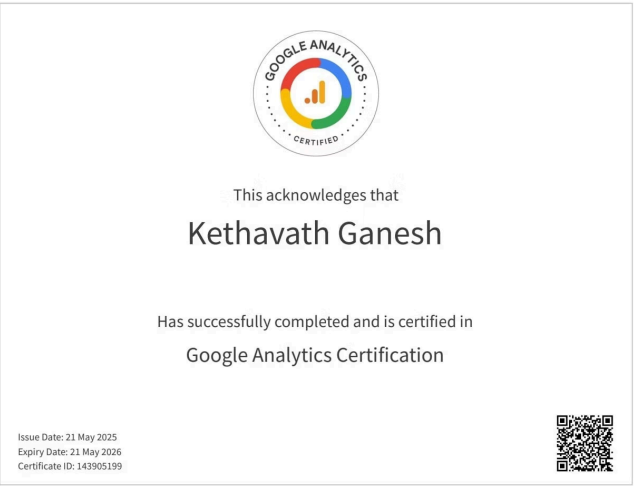 GOOGLE ANALYTICS
CERTIFIED
This acknowledges that
Kethavath Ganesh
Has successfully completed and is certified in
Google Analytics Certification
Issue Date: 21 May 2025
Expiry Date: 21 May 2026
Certificate ID: 143905199